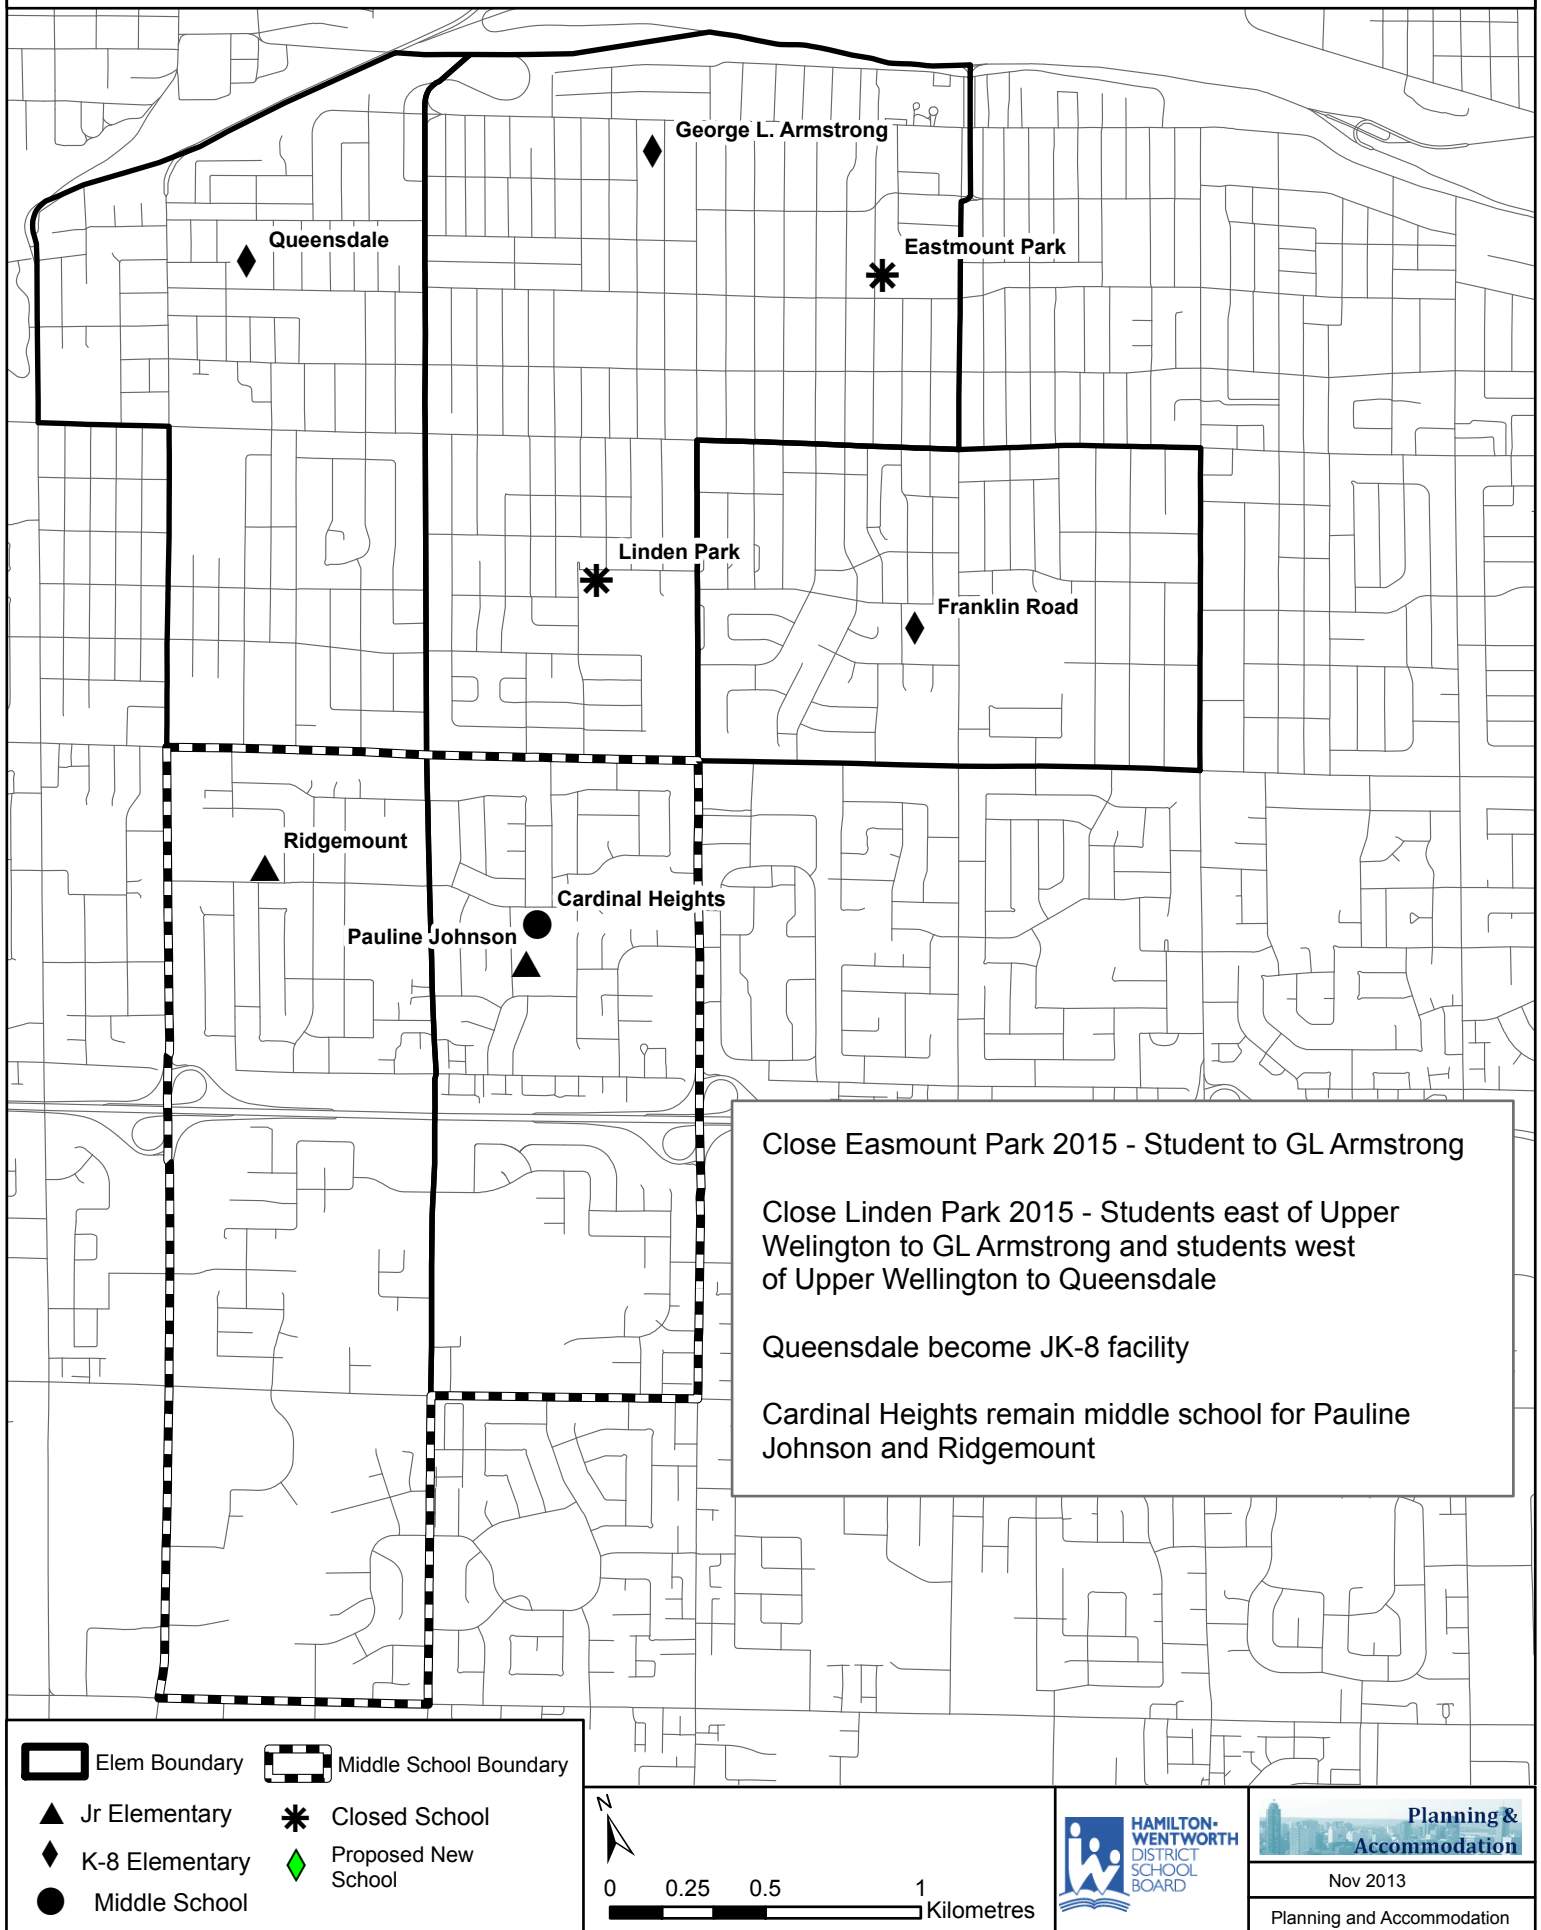 George L. Armstrong
Queensdale
Eastmount Park
Linden Park
Franklin Road
Ridgemount
Cardinal Heights
Pauline Johnson
Close Easmount Park 2015 - Student to GL Armstrong
Close Linden Park 2015 - Students east of Upper
Welington to GL Armstrong and students west
of Upper Wellington to Queensdale
Queensdale become JK-8 facility
Cardinal Heights remain middle school for Pauline
Johnson and Ridgemount
Elem Boundary
Middle School Boundary
Jr Elementary
Closed School
K-8 Elementary
Proposed New
School
Middle School
N
0 0.25 0.5 1
Kilometres
HAMILTON-
WENTWORTH
DISTRICT
SCHOOL
BOARD
Planning &
Accommodation
Nov 2013
Planning and Accommodation